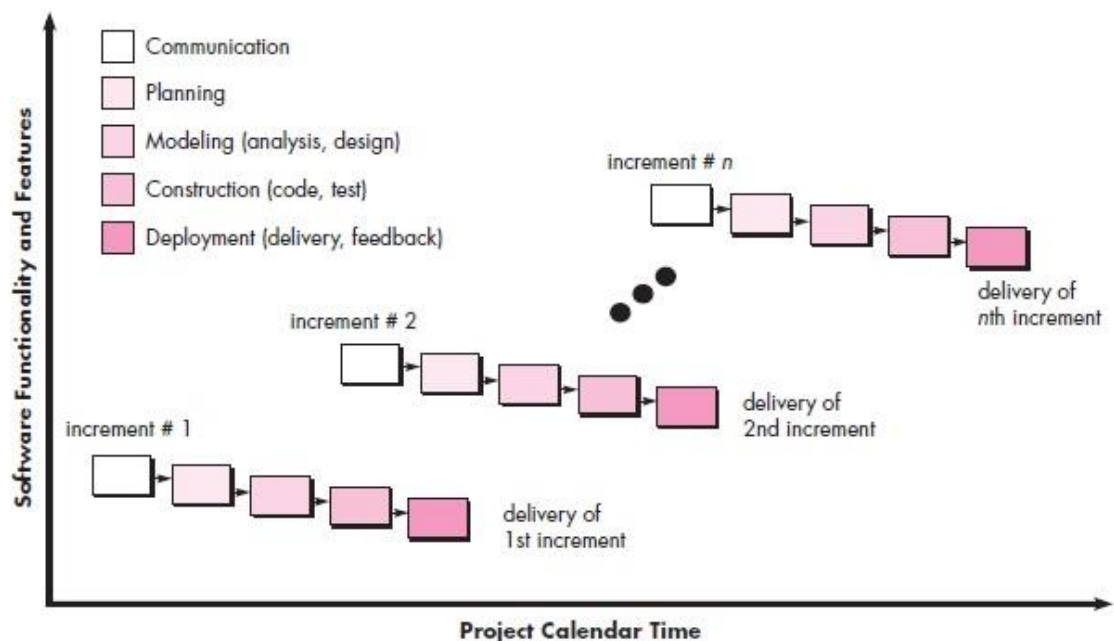 Software Functionality and Features
Communication
Planning
Modeling (analysis, design)
Construction (code, test)
Deployment (delivery, feedback)
increment # n
delivery of
nth increment
increment # 2
delivery of
2nd increment
increment # 1
delivery of
1st increment
Project Calendar Time